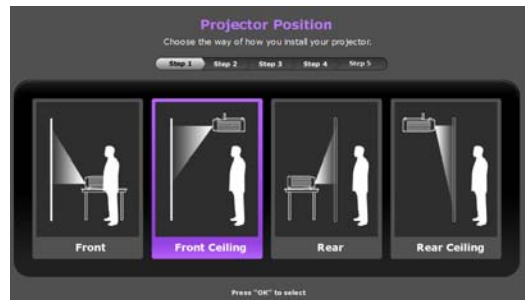 Projector Position
Choose the way of how you install your projector.
Step 1 Step 2 Step 3 Step 4 Step 5
Front Front Ceiling Rear Rear Ceiling
Press "OK" to select